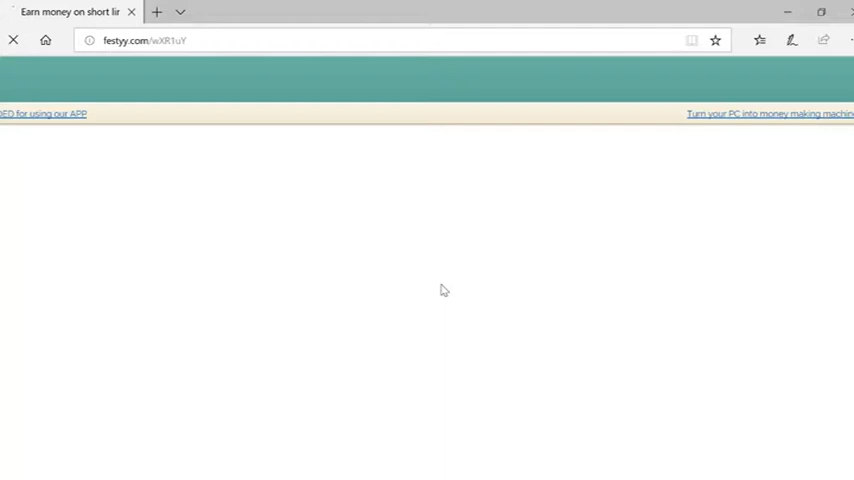 Earn money on short lir
festyy.com/wXR1uY
DED for using our APP
Turn your PC into money making machin